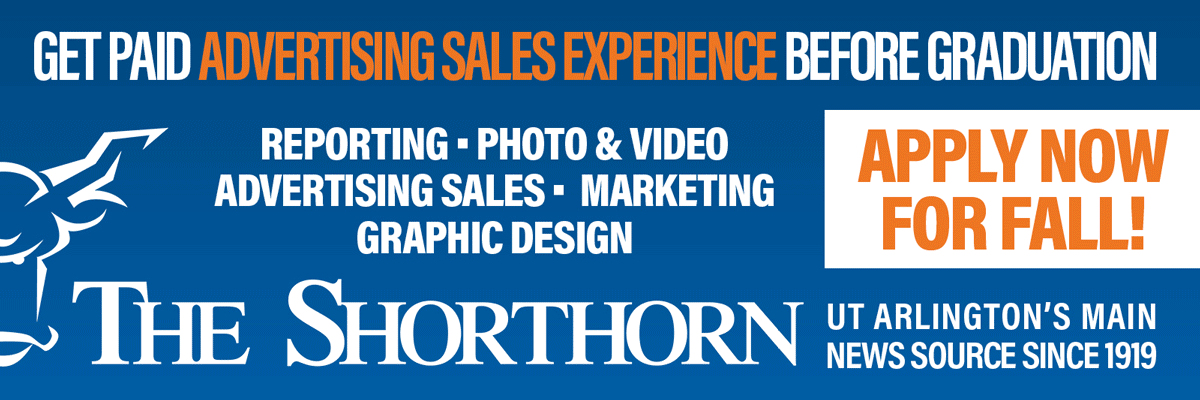 GET PAID ADVERTISING SALES EXPERIENCE BEFORE GRADUATION
REPORTING ▪ PHOTO & VIDEO
ADVERTISING SALES ▪ MARKETING
GRAPHIC DESIGN
APPLY NOW
FOR FALL!
THE SHORTHORN
UT ARLINGTON'S MAIN
NEWS SOURCE SINCE 1919